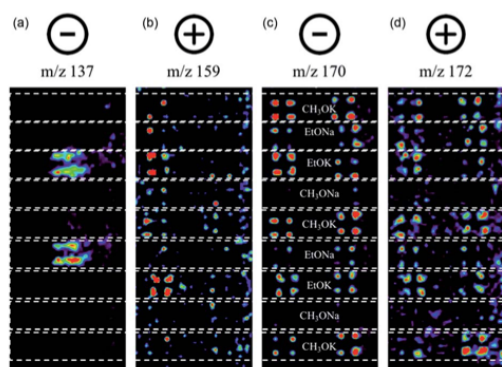 (a) (b) (c) (d)
− + − +
m/z 137 m/z 159 m/z 170 m/z 172
CH₃OK
EtONa
EtOK
CH₃ONa
CH₃OK
EtONa
EtOK
CH₃ONa
CH₃OK